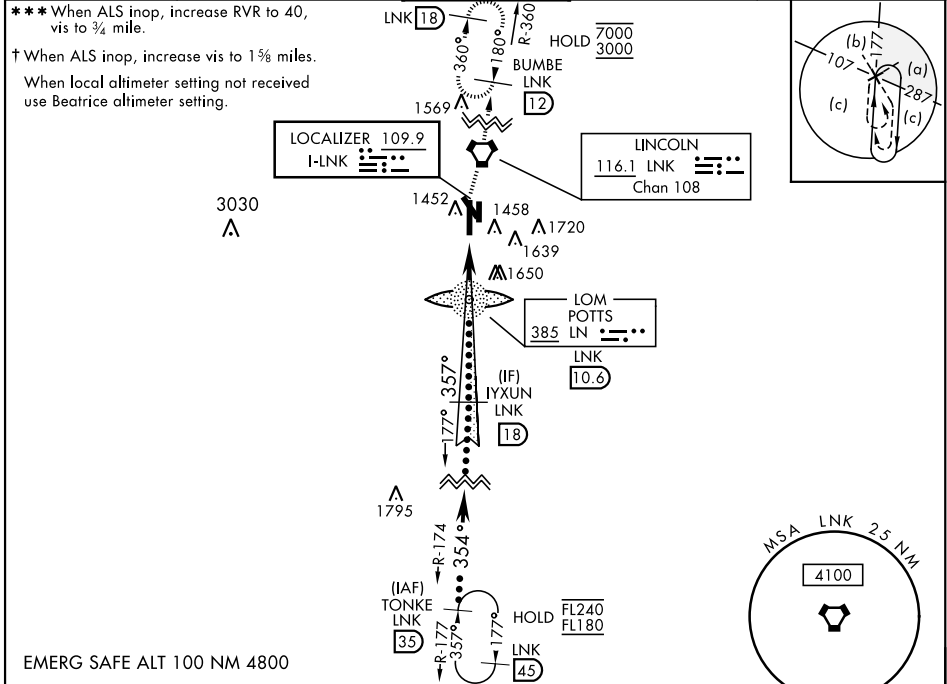 *** When ALS inop, increase RVR to 40,
vis to ¾ mile.
† When ALS inop, increase vis to 1⅝ miles.
When local altimeter setting not received
use Beatrice altimeter setting.
LNK 18
360°
180°
R-360
HOLD 7000
3000
BUMBE
LNK
12
1569
LOCALIZER 109.9
I-LNK
LINCOLN
116.1 LNK
Chan 108
3030
1452
1458
1720
1639
1650
LOM
POTTS
385 LN
LNK
10.6
357°
177°
(IF)
IYXUN
LNK
18
1795
R-174
354°
(IAF)
TONKE
LNK
35
R-177
357°
177°
HOLD FL240
FL180
LNK
45
EMERG SAFE ALT 100 NM 4800
(b)
177
107
(a)
287
(c)
(c)
MSA LNK 25 NM
4100